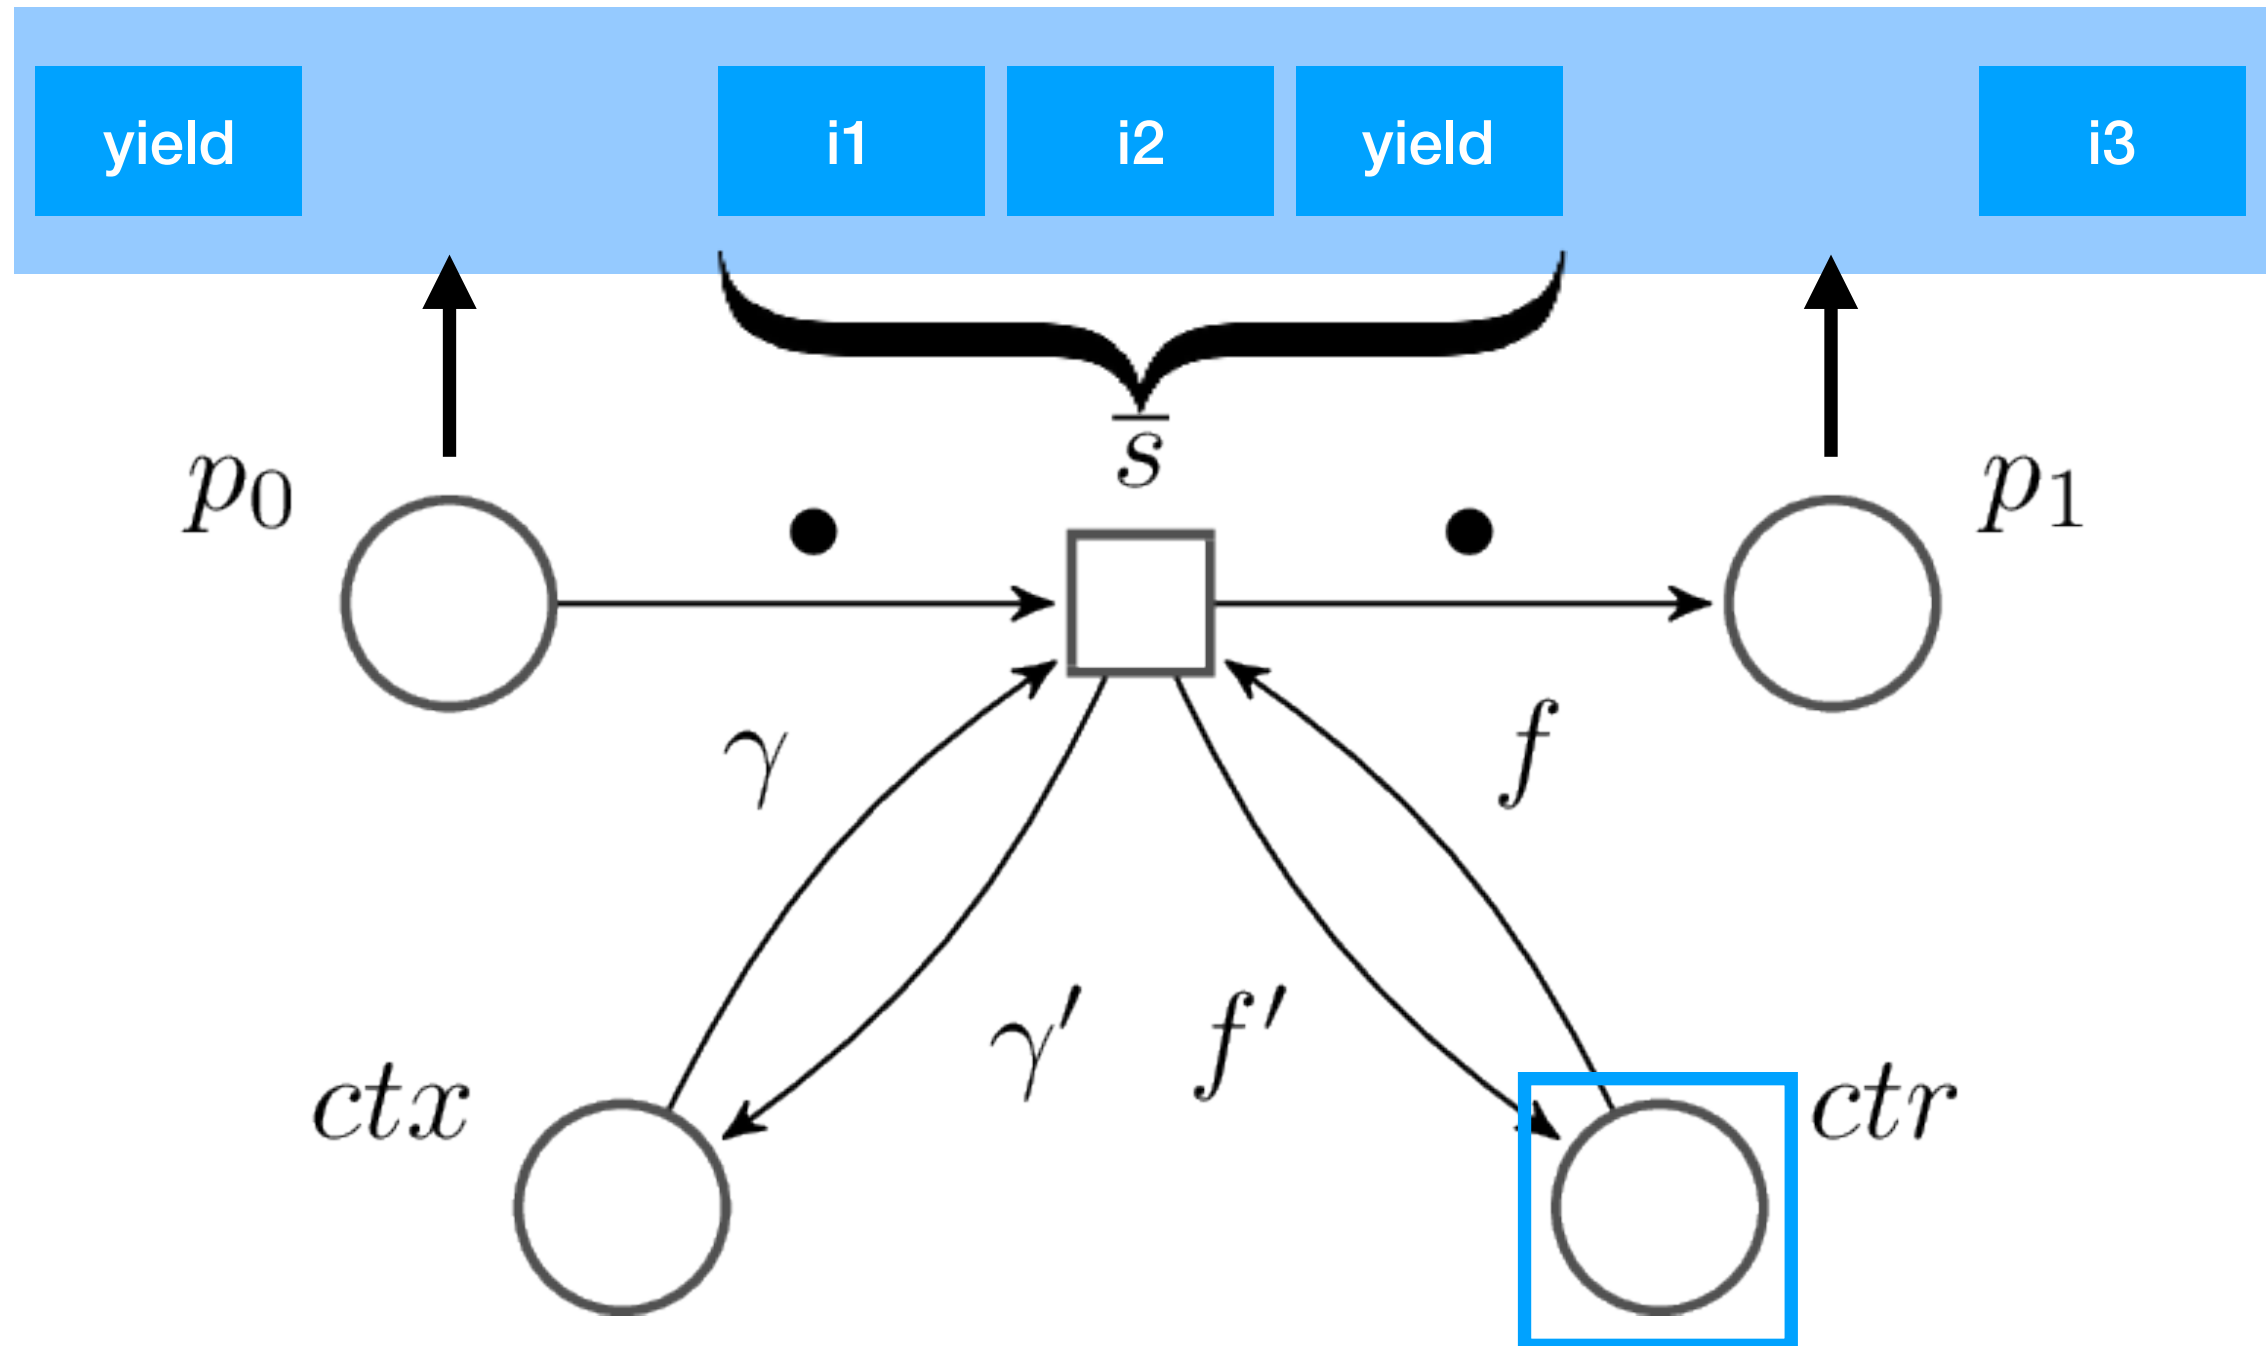 yield i1 i2 yield i3
s̅
p₀ p₁
γ f
γ′ f′
ctx ctr